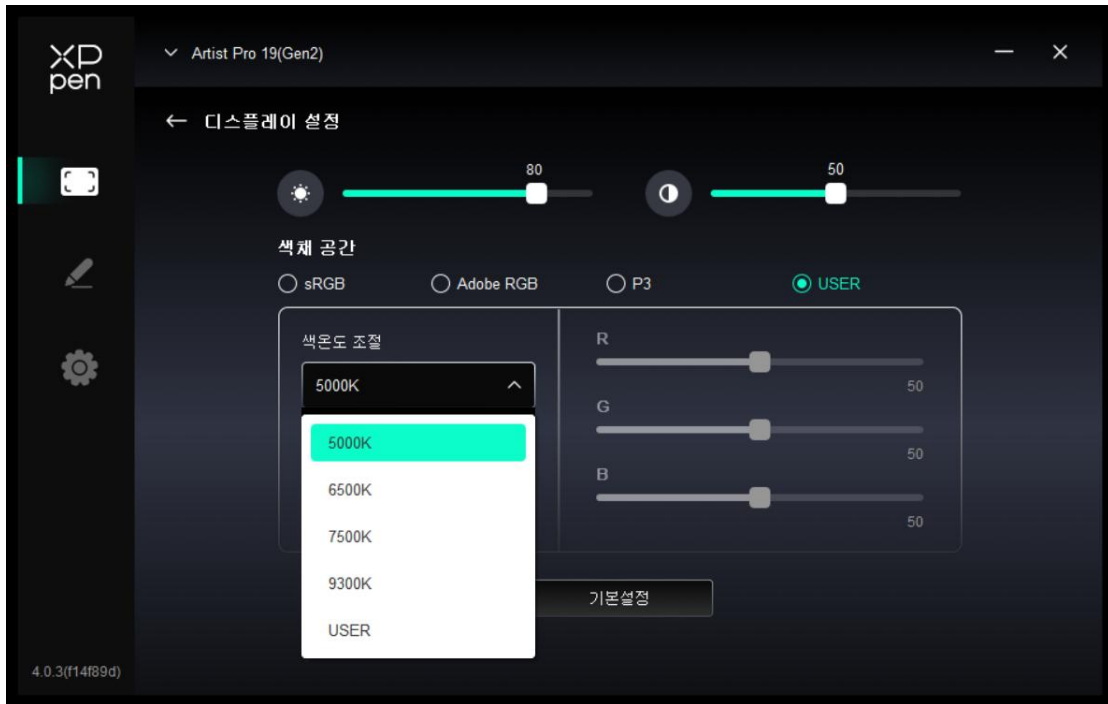 XP
pen
Artist Pro 19(Gen2)
디스플레이 설정
80
50
색채 공간
sRGB
Adobe RGB
P3
USER
색온도 조절
5000K
5000K
6500K
7500K
9300K
USER
R
50
G
50
B
50
기본설정
4.0.3(f14f89d)